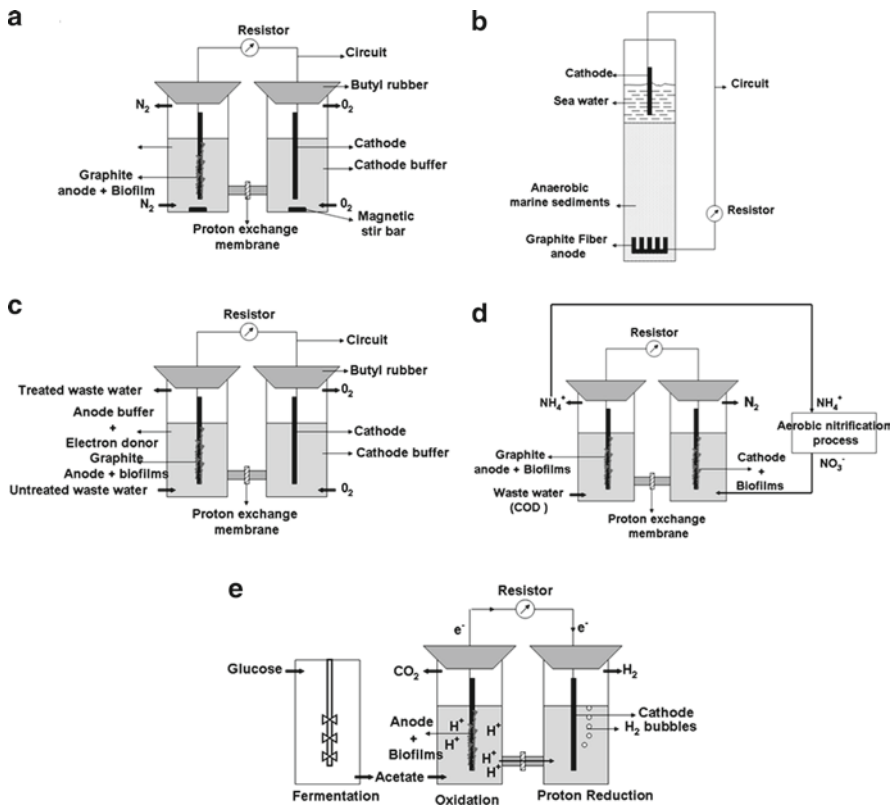 a
Resistor
Circuit
Butyl rubber
N2
02
Cathode
Cathode buffer
Graphite
anode + Biofilm
N2
02
Magnetic
stir bar
Proton exchange
membrane
b
Cathode
Sea water
Circuit
Anaerobic
marine sediments
Resistor
Graphite Fiber
anode
c
Resistor
Circuit
Butyl rubber
Treated waste water
02
Anode buffer
+
Electron donor
Graphite
Anode + biofilms
Cathode
Cathode buffer
Untreated waste water
02
Proton exchange
membrane
d
Resistor
NH4+
N2
NH4+
Aerobic nitrification
process
NO3-
Graphite
anode + Biofilms
Cathode
+
Biofilms
Waste water
(COD )
Proton exchange
membrane
e
Resistor
e-
e-
Glucose
CO2
H2
Anode
+
Biofilms
H+
H+
H+
H+
H+
Cathode
H2
bubbles
Acetate
Fermentation
Oxidation
Proton Reduction